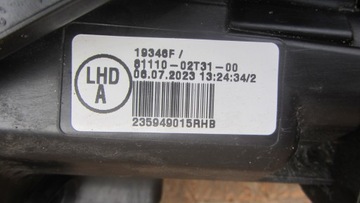 19346F /
81110-02T31-00
LHD
A
06.07.2023 13:24:34/2
235949015RHB